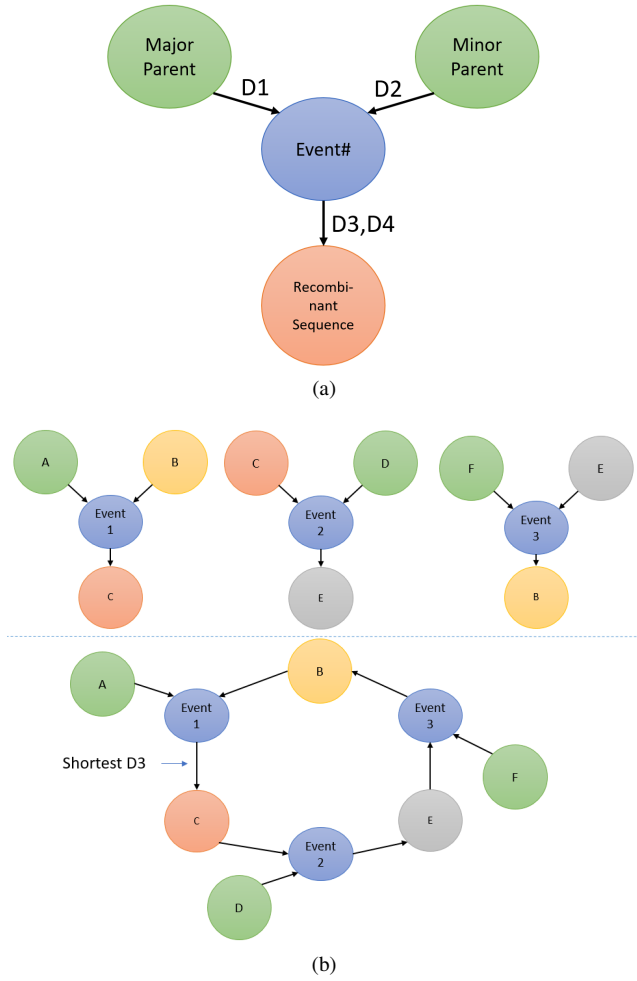 Major
Parent
Minor
Parent
D1
D2
Event#
D3,D4
Recombi-
nant
Sequence
(a)
A
B
C
D
F
E
Event
1
Event
2
Event
3
C
E
B
B
A
Event
1
Event
3
Shortest D3
F
C
E
Event
2
D
(b)